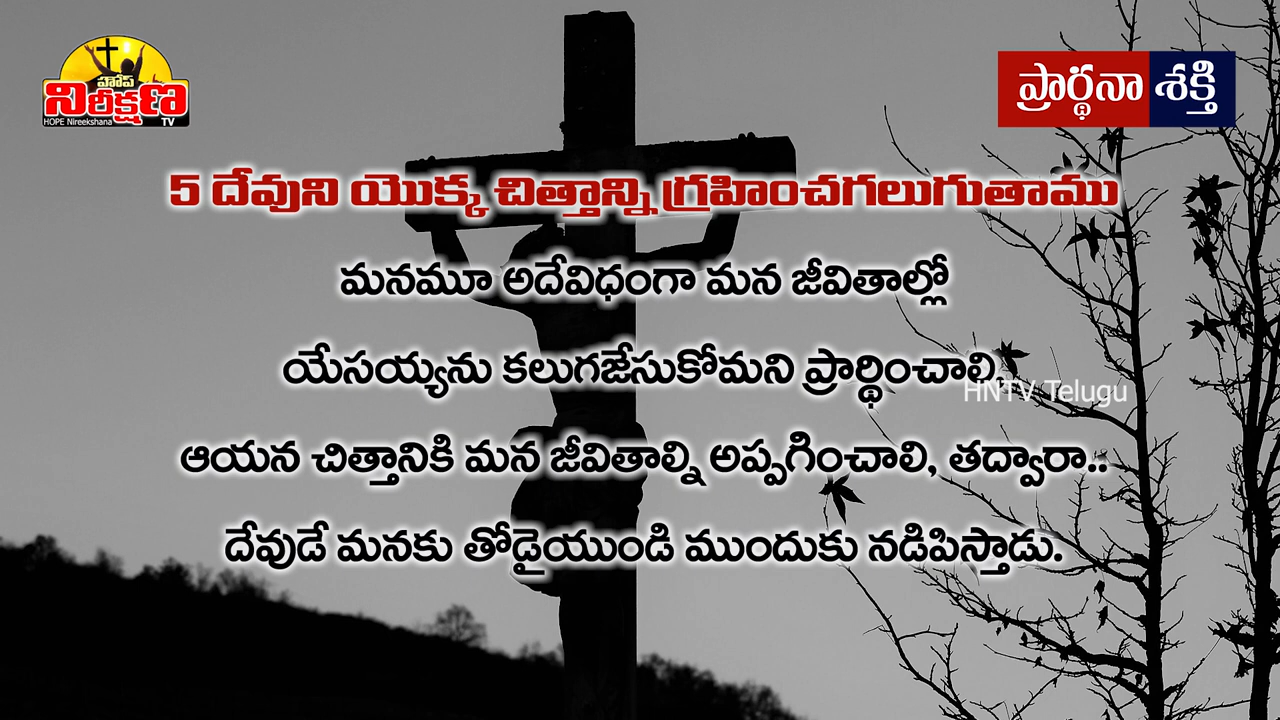 హోప్
నిరీక్షణ
HOPE Nireekshana TV
ప్రార్థనా శక్తి
5 దేవుని యొక్క చిత్తాన్ని గ్రహించగలుగుతాము
మనమూ అదేవిధంగా మన జీవితాల్లో
యేసయ్యను కలుగజేసుకోమని ప్రార్థించాలి,
HNTV Telugu
ఆయన చిత్తానికి మన జీవితాల్ని అప్పగించాలి, తద్వారా..
దేవుడే మనకు తోడైయుండి ముందుకు నడిపిస్తాడు.